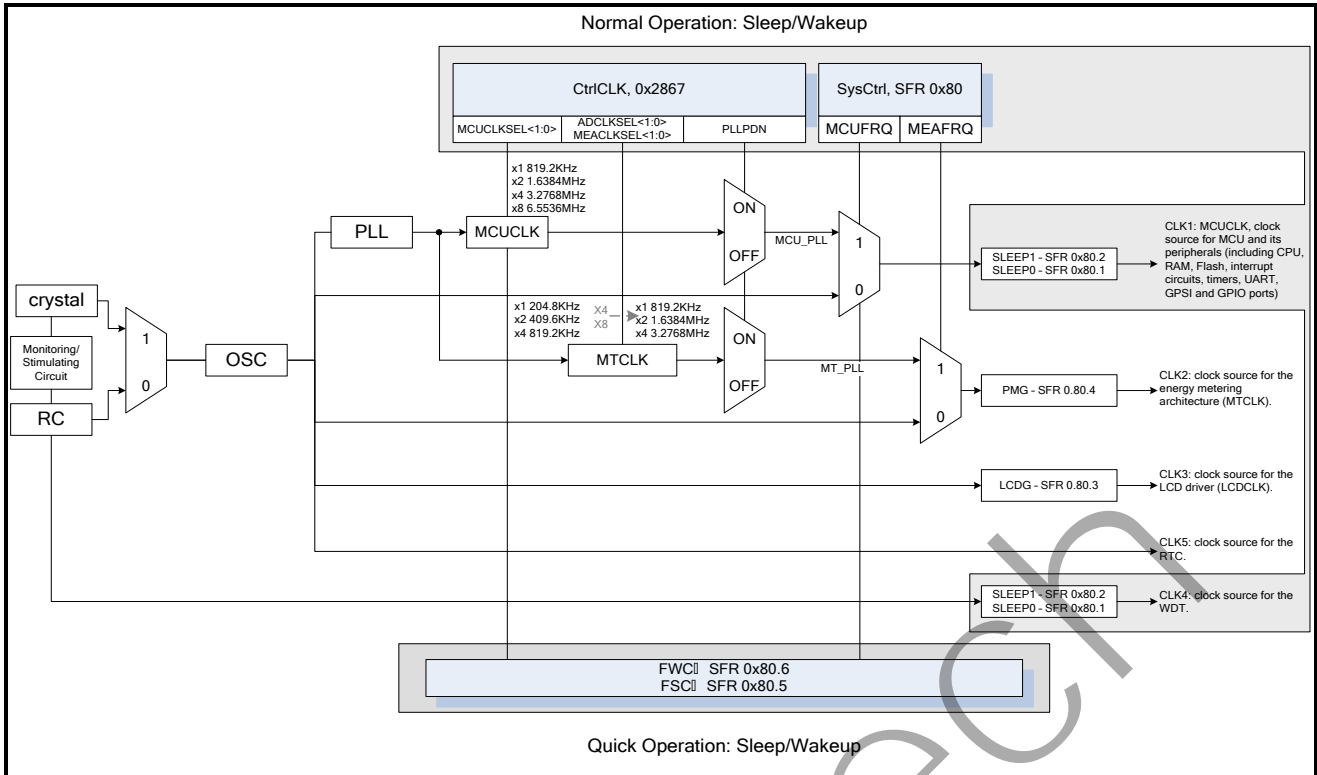 Normal Operation: Sleep/Wakeup
CtrlCLK, 0x2867
SysCtrl, SFR 0x80
MCUCLKSEL<1:0>
ADCLKSEL<1:0>
MEACLKSEL<1:0>
PLLPDN
MCUFRQ
MEAFRQ
x1 819.2KHz
x2 1.6384MHz
x4 3.2768MHz
x8 6.5536MHz
PLL
MCUCLK
ON
OFF
MCU_PLL
1
0
SLEEP1 - SFR 0x80.2
SLEEP0 - SFR 0x80.1
CLK1: MCUCLK, clock
source for MCU and its
peripherals (including CPU,
RAM, Flash, interrupt
circuits, timers, UART,
GPSI and GPIO ports)
crystal
Monitoring/
Stimulating
Circuit
RC
1
0
OSC
x1 204.8KHz
x2 409.6KHz
x4 819.2KHz
X4
X8
x1 819.2KHz
x2 1.6384MHz
x4 3.2768MHz
MTCLK
ON
OFF
MT_PLL
1
0
PMG - SFR 0.80.4
CLK2: clock source for the
energy metering
architecture (MTCLK).
LCDG - SFR 0.80.3
CLK3: clock source for the
LCD driver (LCDCLK).
CLK5: clock source for the
RTC.
SLEEP1 - SFR 0x80.2
SLEEP0 - SFR 0x80.1
CLK4: clock source for the
WDT.
FWC SFR 0x80.6
FSC SFR 0x80.5
Quick Operation: Sleep/Wakeup
ech